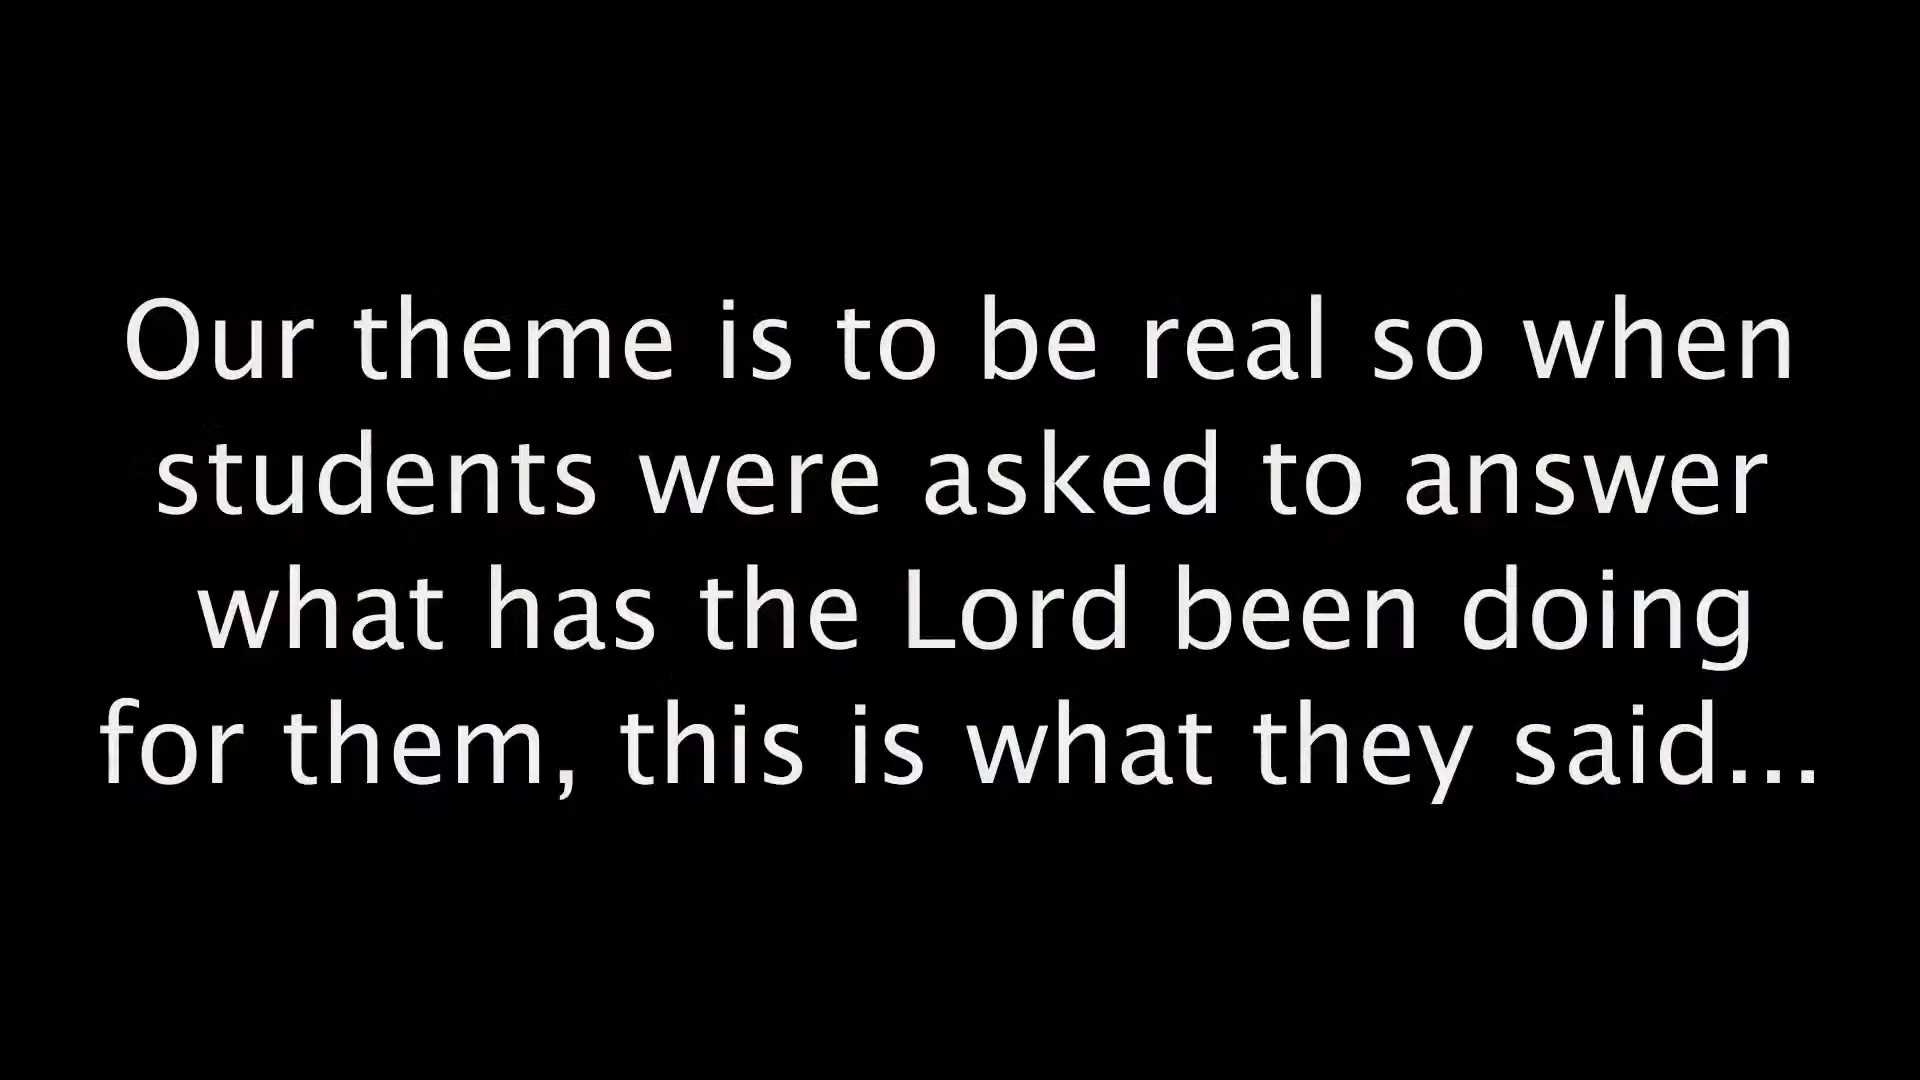 Our theme is to be real so when
students were asked to answer
what has the Lord been doing
for them, this is what they said...